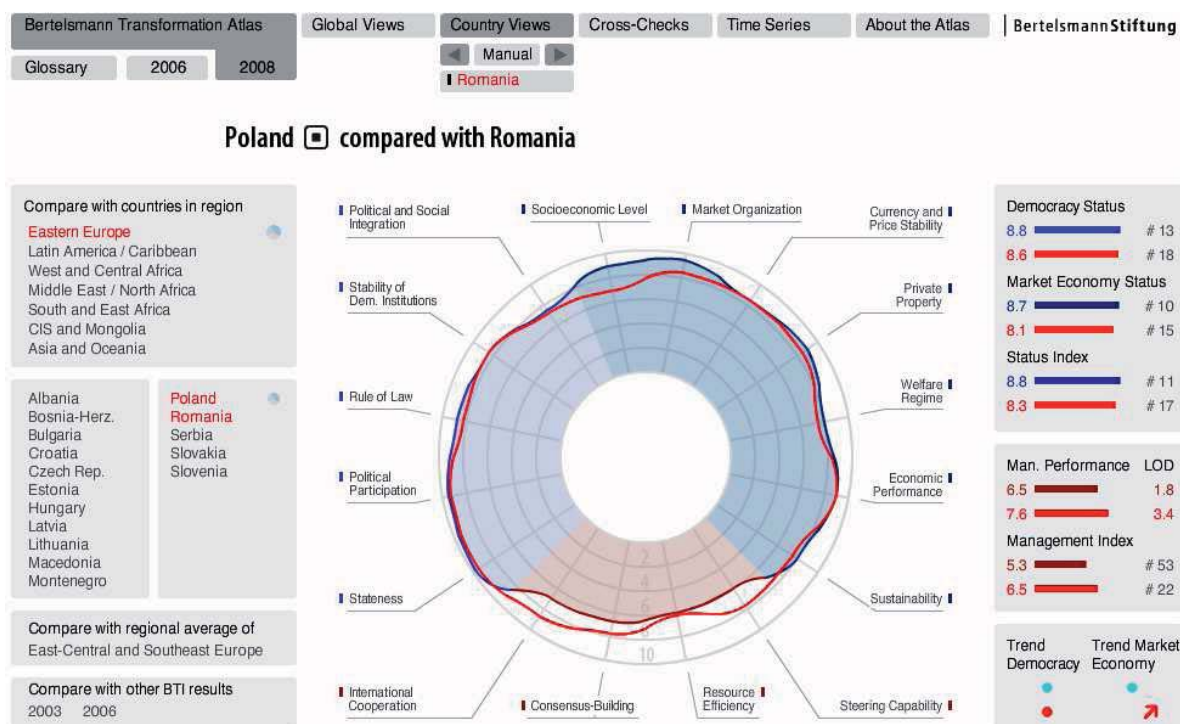 Bertelsmann Transformation Atlas
Global Views
Country Views
Cross-Checks
Time Series
About the Atlas
BertelsmannStiftung
Glossary
2006
2008
Manual
Romania
Poland compared with Romania
Compare with countries in region
Eastern Europe
Latin America / Caribbean
West and Central Africa
Middle East / North Africa
South and East Africa
CIS and Mongolia
Asia and Oceania
Albania
Bosnia-Herz.
Bulgaria
Croatia
Czech Rep.
Estonia
Hungary
Latvia
Lithuania
Macedonia
Montenegro
Poland
Romania
Serbia
Slovakia
Slovenia
Compare with regional average of
East-Central and Southeast Europe
Compare with other BTI results
2003 2006
Political and Social
Integration
Socioeconomic Level
Market Organization
Currency and
Price Stability
Stability of
Dem. Institutions
Private
Property
Rule of Law
Welfare
Regime
Political
Participation
Economic
Performance
Stateness
Sustainability
International
Cooperation
Consensus-Building
Resource
Efficiency
Steering Capability
2
4
6
8
10
Democracy Status
8.8 # 13
8.6 # 18
Market Economy Status
8.7 # 10
8.1 # 15
Status Index
8.8 # 11
8.3 # 17
Man. Performance LOD
6.5 1.8
7.6 3.4
Management Index
5.3 # 53
6.5 # 22
Trend
Democracy
Trend Market
Economy